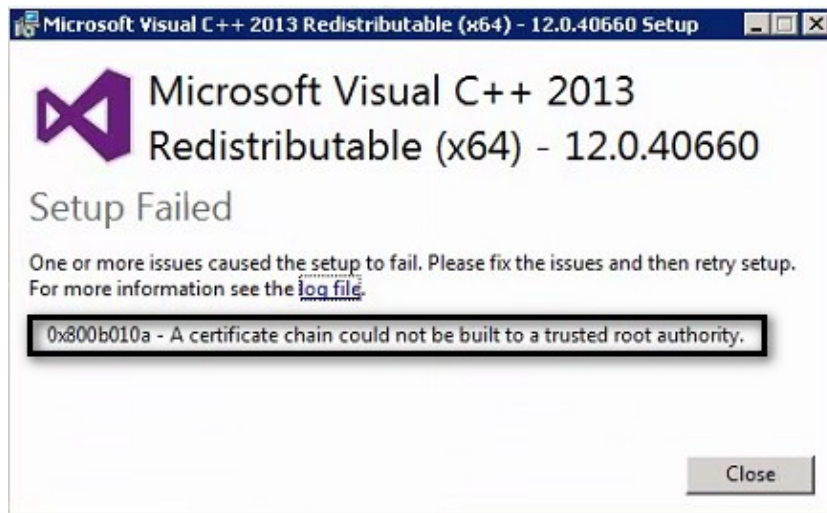 Microsoft Visual C++ 2013 Redistributable (x64) - 12.0.40660 Setup
Microsoft Visual C++ 2013
Redistributable (x64) - 12.0.40660
Setup Failed
One or more issues caused the setup to fail. Please fix the issues and then retry setup.
For more information see the log file.
0x800b010a - A certificate chain could not be built to a trusted root authority.
Close